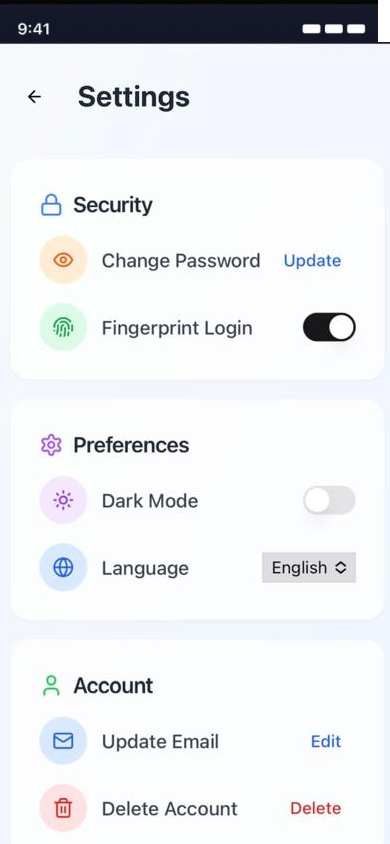 9:41
Settings
Security
Change Password Update
Fingerprint Login
Preferences
Dark Mode
Language English
Account
Update Email Edit
Delete Account Delete